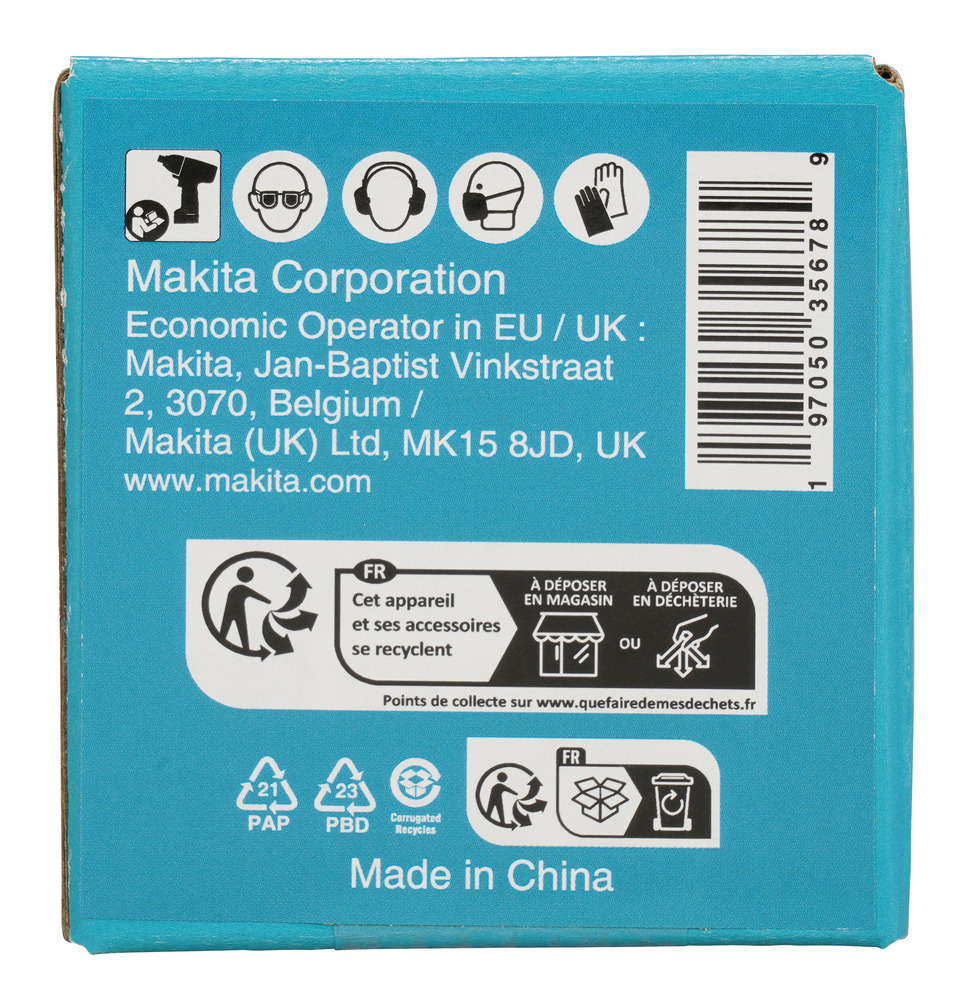 Makita Corporation
Economic Operator in EU / UK :
Makita, Jan-Baptist Vinkstraat
2, 3070, Belgium /
Makita (UK) Ltd, MK15 8JD, UK
www.makita.com
1 97050 35678 9
FR
Cet appareil
et ses accessoires
se recyclent
À DÉPOSER
EN MAGASIN
OU
À DÉPOSER
EN DÉCHÈTERIE
Points de collecte sur www.quefairedemesdechets.fr
21
PAP
23
PBD
Corrugated
Recycles
FR
Made in China